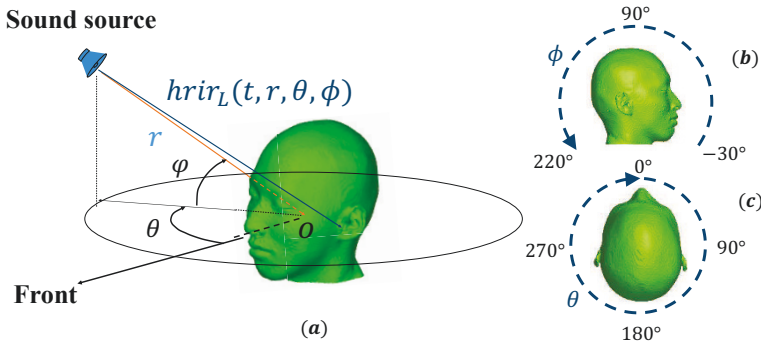 Sound source
hrir_L(t, r, θ, ϕ)
r
φ
θ
O
Front
(a)
90°
ϕ
(b)
220°
−30°
0°
(c)
270°
90°
θ
180°